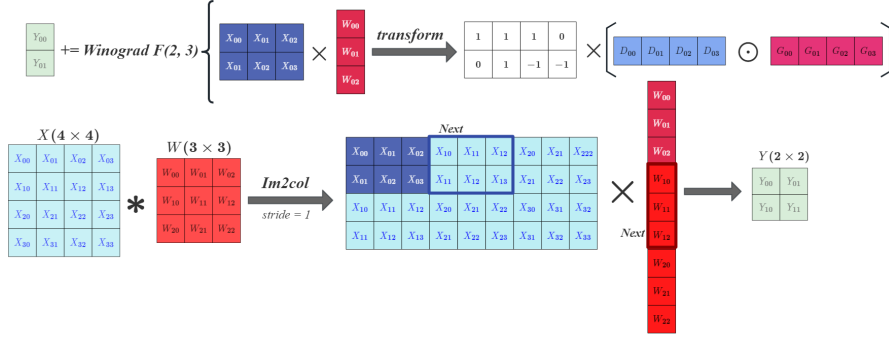 Y00
Y01
+= Winograd F(2, 3)
X00 X01 X02
X01 X02 X03
×
W00
W01
W02
transform
1 1 1 0
0 1 −1 −1
×
D00 D01 D02 D03
⊙
G00 G01 G02 G03
X(4 × 4)
X00 X01 X02 X03
X10 X11 X12 X13
X20 X21 X22 X23
X30 X31 X32 X33
*
W(3 × 3)
W00 W01 W02
W10 W11 W12
W20 W21 W22
Im2col
stride = 1
Next
X00 X01 X02 X10 X11 X12 X20 X21 X222
X01 X02 X03 X11 X12 X13 X21 X22 X23
X10 X11 X12 X20 X21 X22 X30 X31 X32
X11 X12 X13 X21 X22 X23 X31 X32 X33
×
W00
W01
W02
W10
W11
W12
Next
W20
W21
W22
Y(2 × 2)
Y00 Y01
Y10 Y11